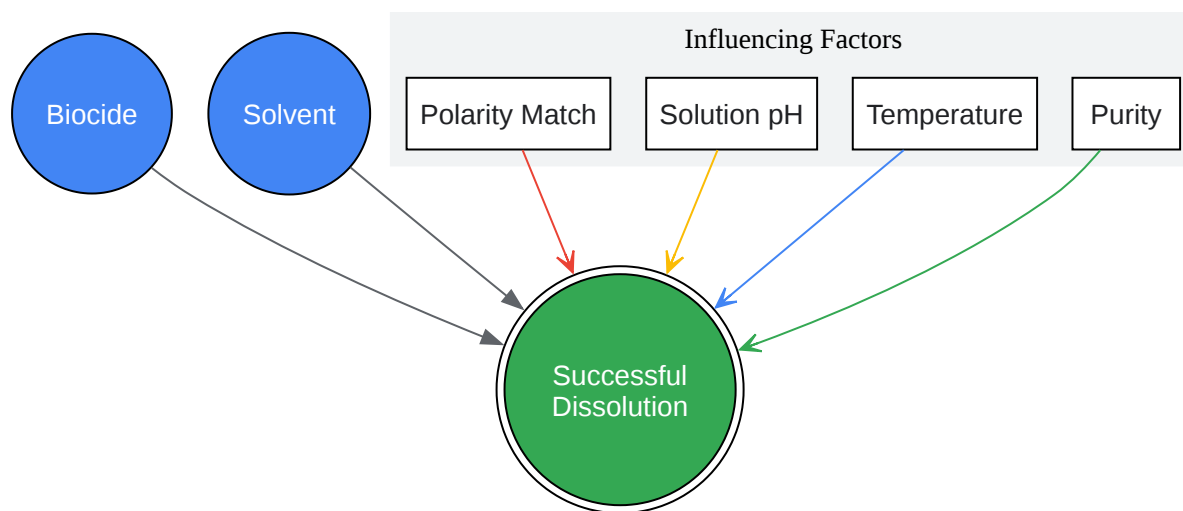 Influencing Factors
Biocide
Solvent
Polarity Match
Solution pH
Temperature
Purity
Successful
Dissolution